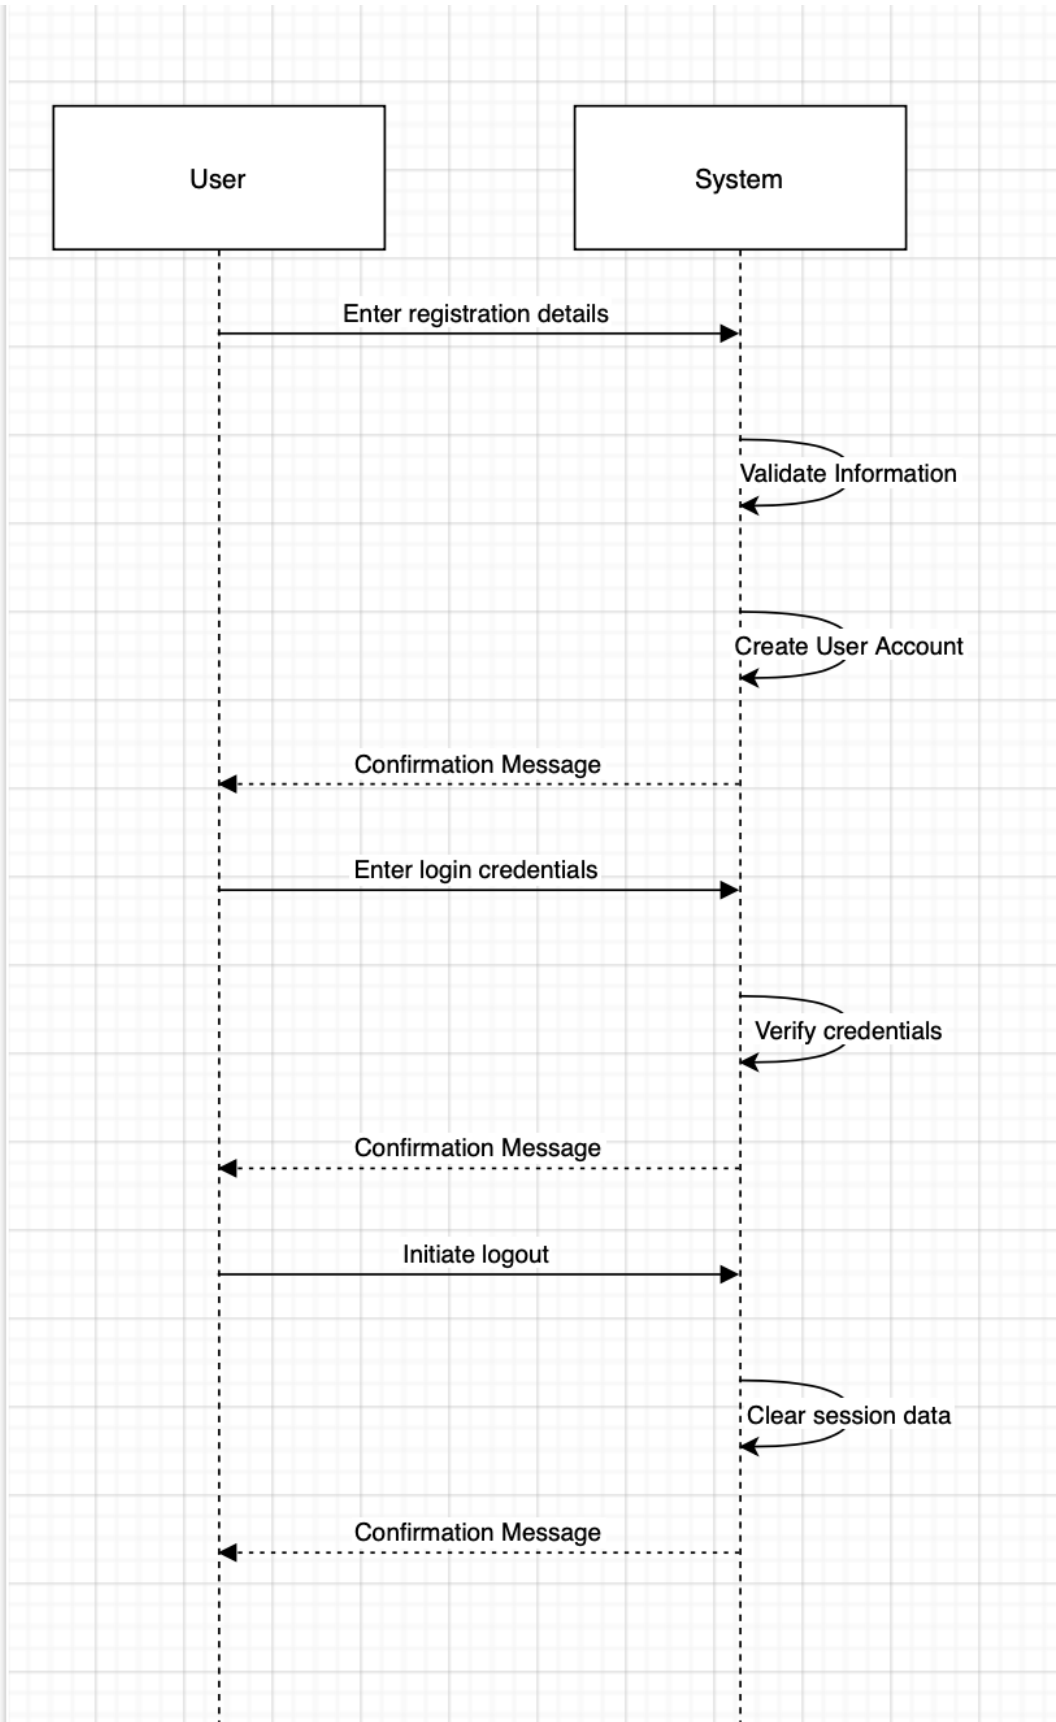 User
System
Enter registration details
Validate Information
Create User Account
Confirmation Message
Enter login credentials
Verify credentials
Confirmation Message
Initiate logout
Clear session data
Confirmation Message